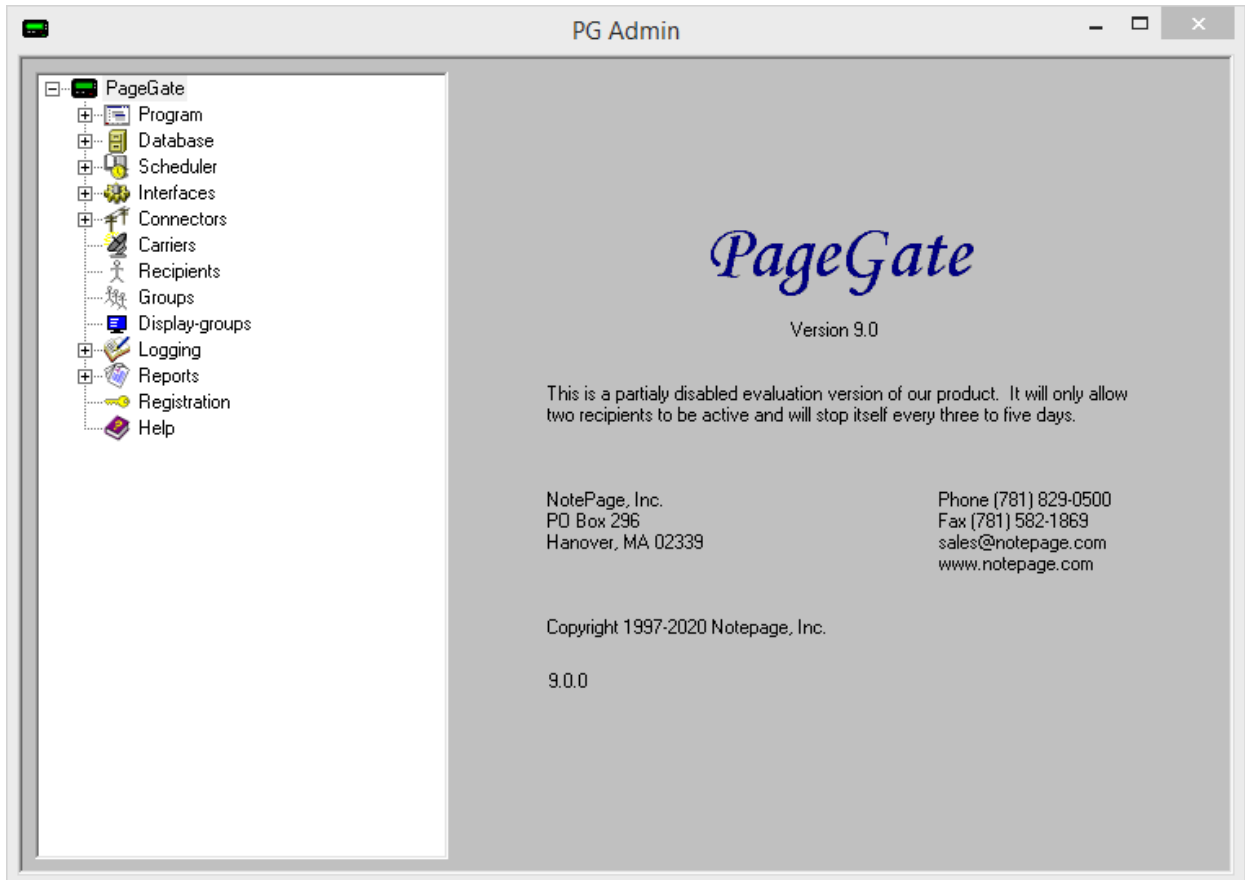 PG Admin
PageGate
Program
Database
Scheduler
Interfaces
Connectors
Carriers
Recipients
Groups
Display-groups
Logging
Reports
Registration
Help
PageGate
Version 9.0
This is a partialy disabled evaluation version of our product. It will only allow
two recipients to be active and will stop itself every three to five days.
NotePage, Inc.
PO Box 296
Hanover, MA 02339
Phone (781) 829-0500
Fax (781) 582-1869
sales@notepage.com
www.notepage.com
Copyright 1997-2020 Notepage, Inc.
9.0.0